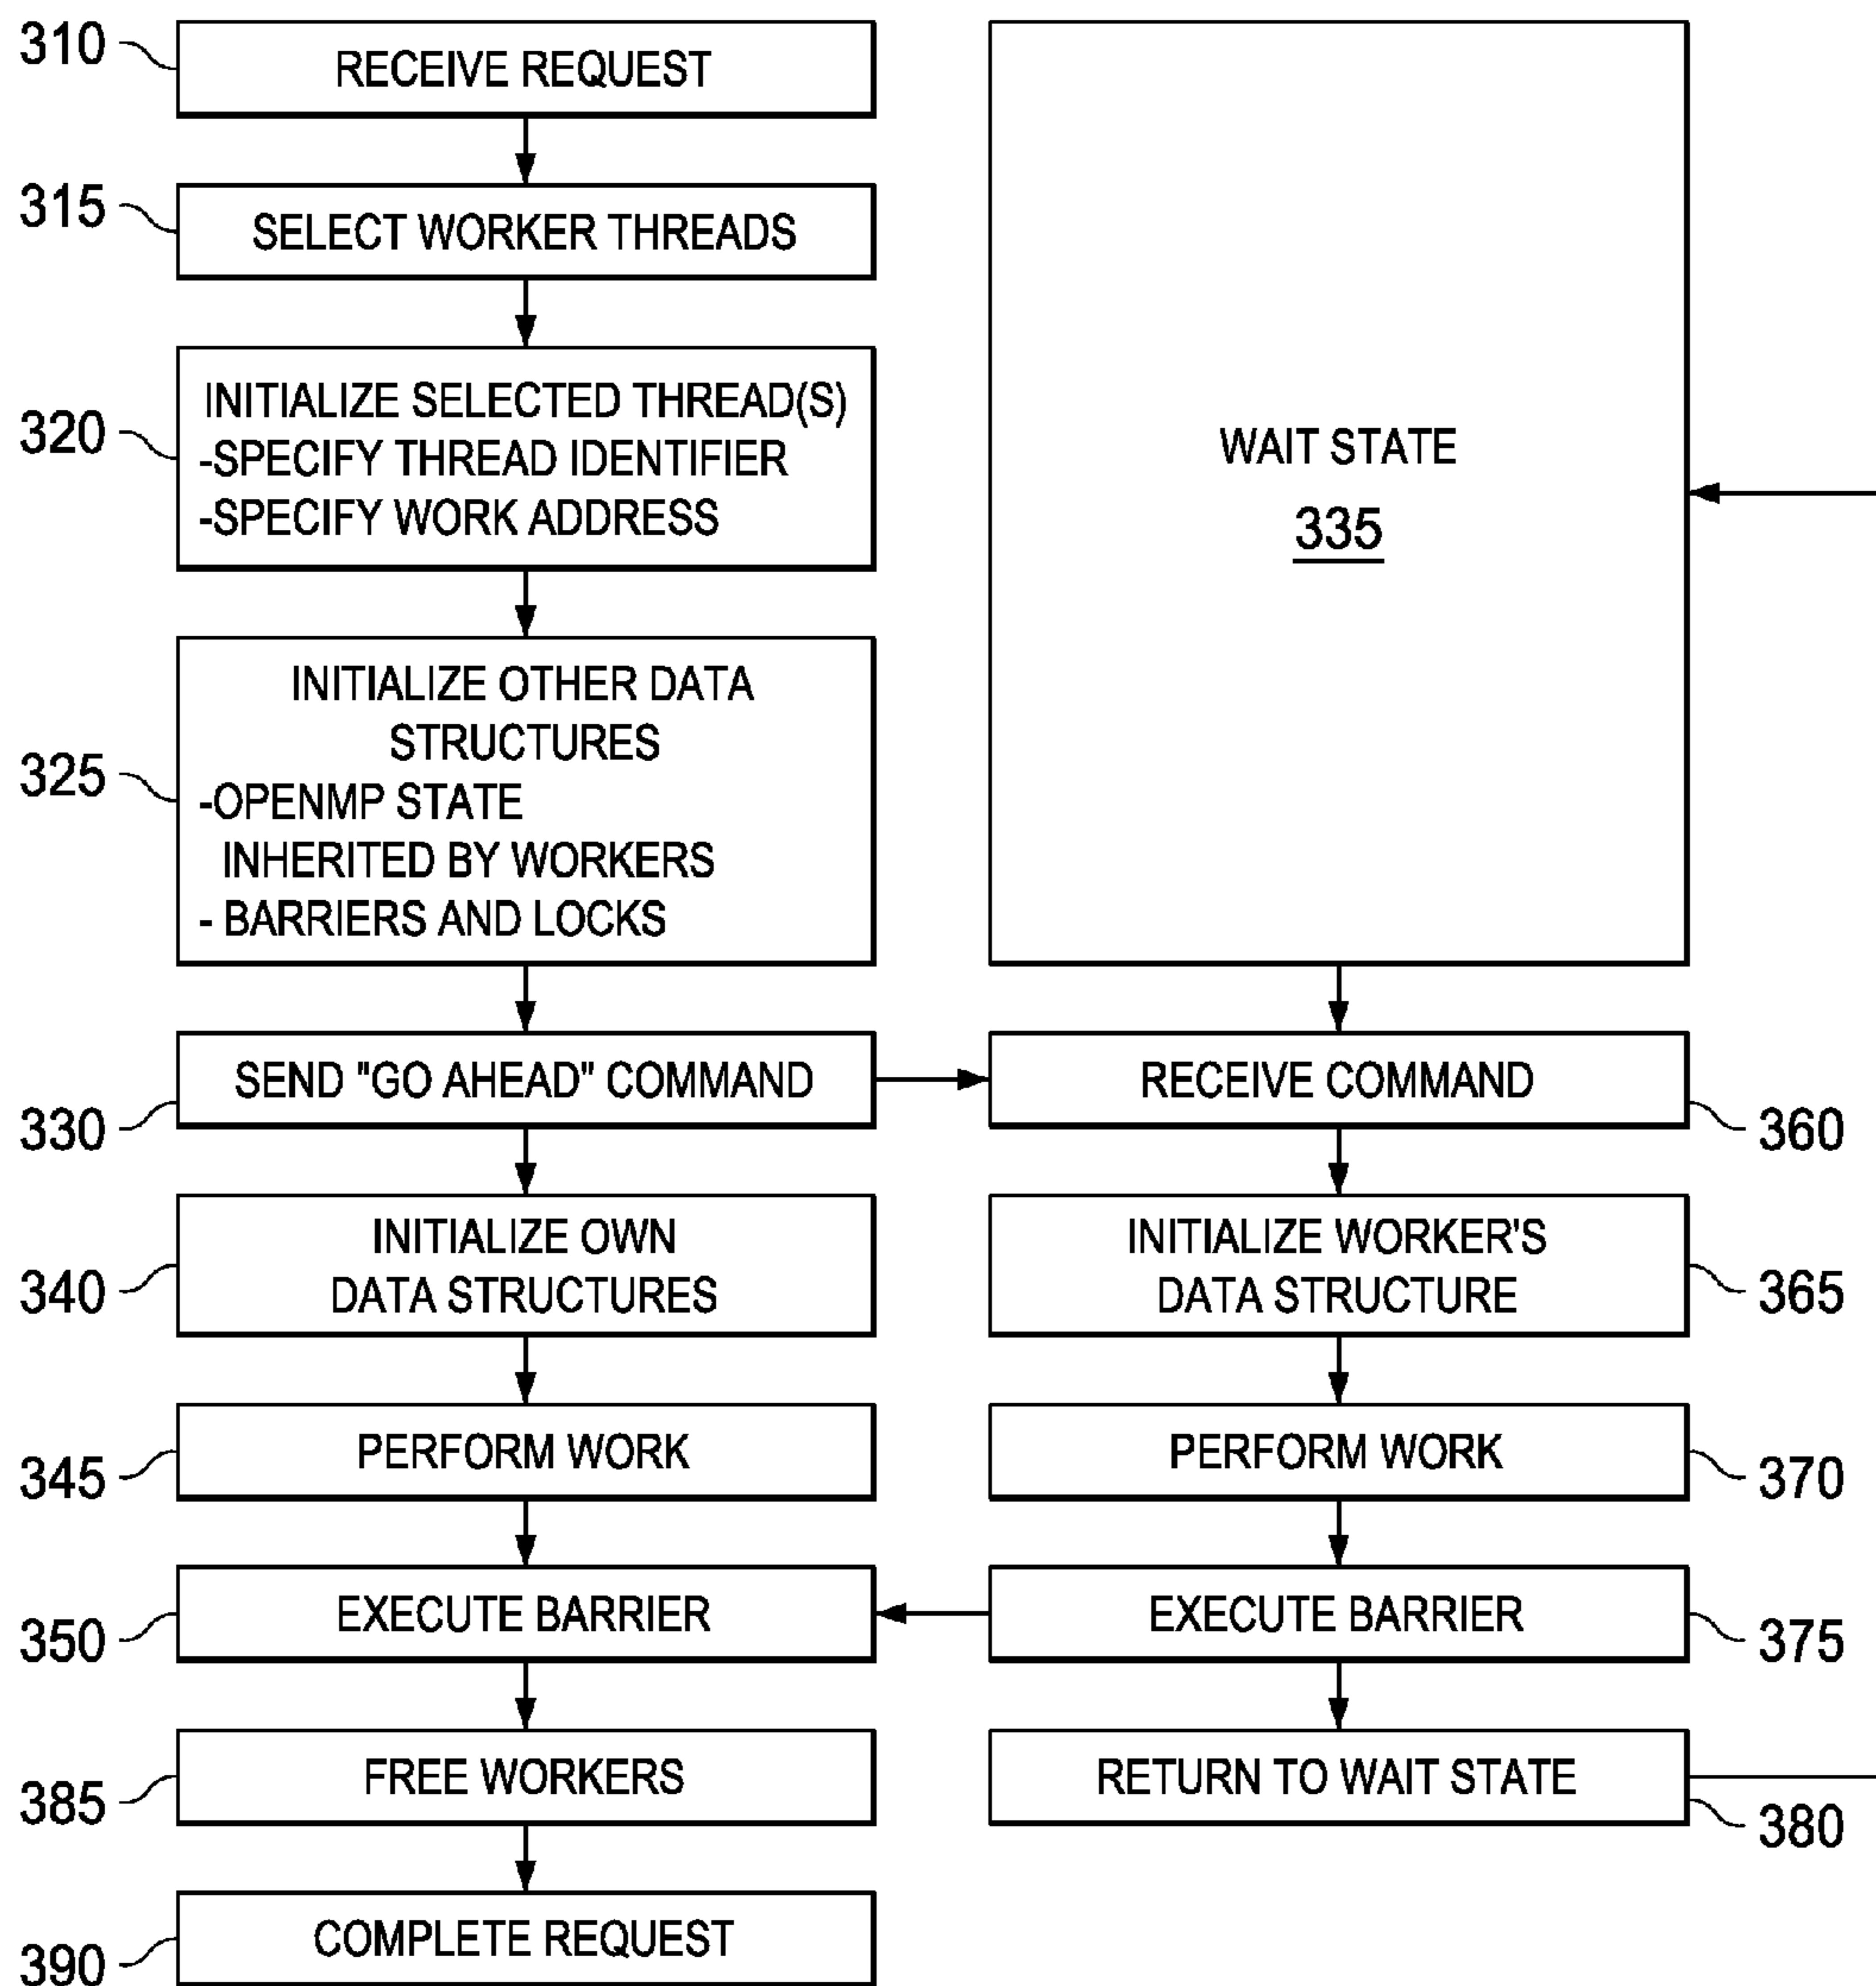 310
RECEIVE REQUEST
315
SELECT WORKER THREADS
320
INITIALIZE SELECTED THREAD(S)
-SPECIFY THREAD IDENTIFIER
-SPECIFY WORK ADDRESS
325
INITIALIZE OTHER DATA
STRUCTURES
-OPENMP STATE
INHERITED BY WORKERS
- BARRIERS AND LOCKS
WAIT STATE
335
330
SEND "GO AHEAD" COMMAND
RECEIVE COMMAND
360
340
INITIALIZE OWN
DATA STRUCTURES
INITIALIZE WORKER'S
DATA STRUCTURE
365
345
PERFORM WORK
PERFORM WORK
370
350
EXECUTE BARRIER
EXECUTE BARRIER
375
385
FREE WORKERS
RETURN TO WAIT STATE
380
390
COMPLETE REQUEST